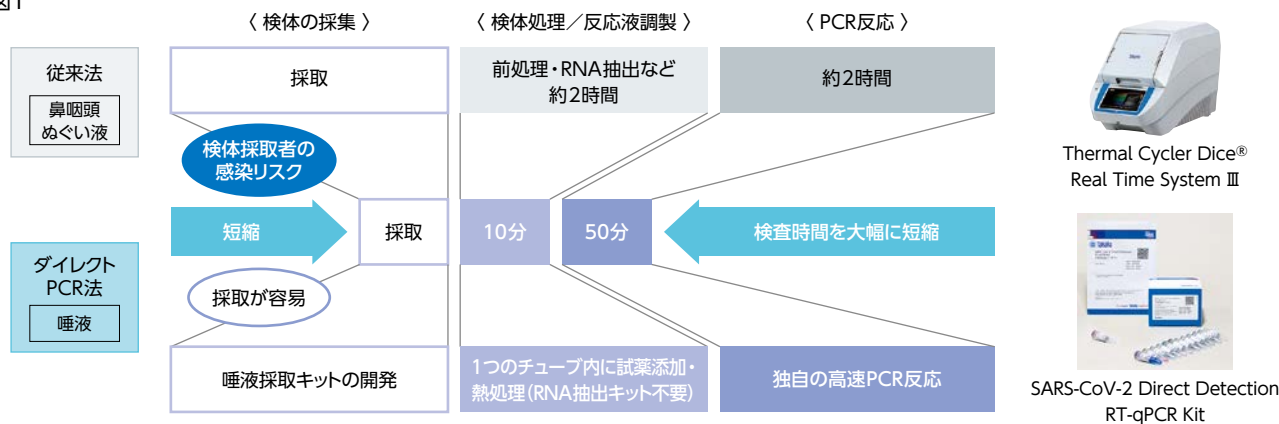 図1
〈 検体の採集 〉
〈 検体処理／反応液調製 〉
〈 PCR反応 〉
従来法
鼻咽頭
ぬぐい液
採取
前処理・RNA抽出など
約2時間
約2時間
検体採取者の
感染リスク
短縮
採取
10分
50分
検査時間を大幅に短縮
ダイレクト
PCR法
唾液
採取が容易
唾液採取キットの開発
1つのチューブ内に試薬添加・
熱処理(RNA抽出キット不要)
独自の高速PCR反応
Thermal Cycler Dice®
Real Time System Ⅲ
SARS-CoV-2 Direct Detection
RT-qPCR Kit